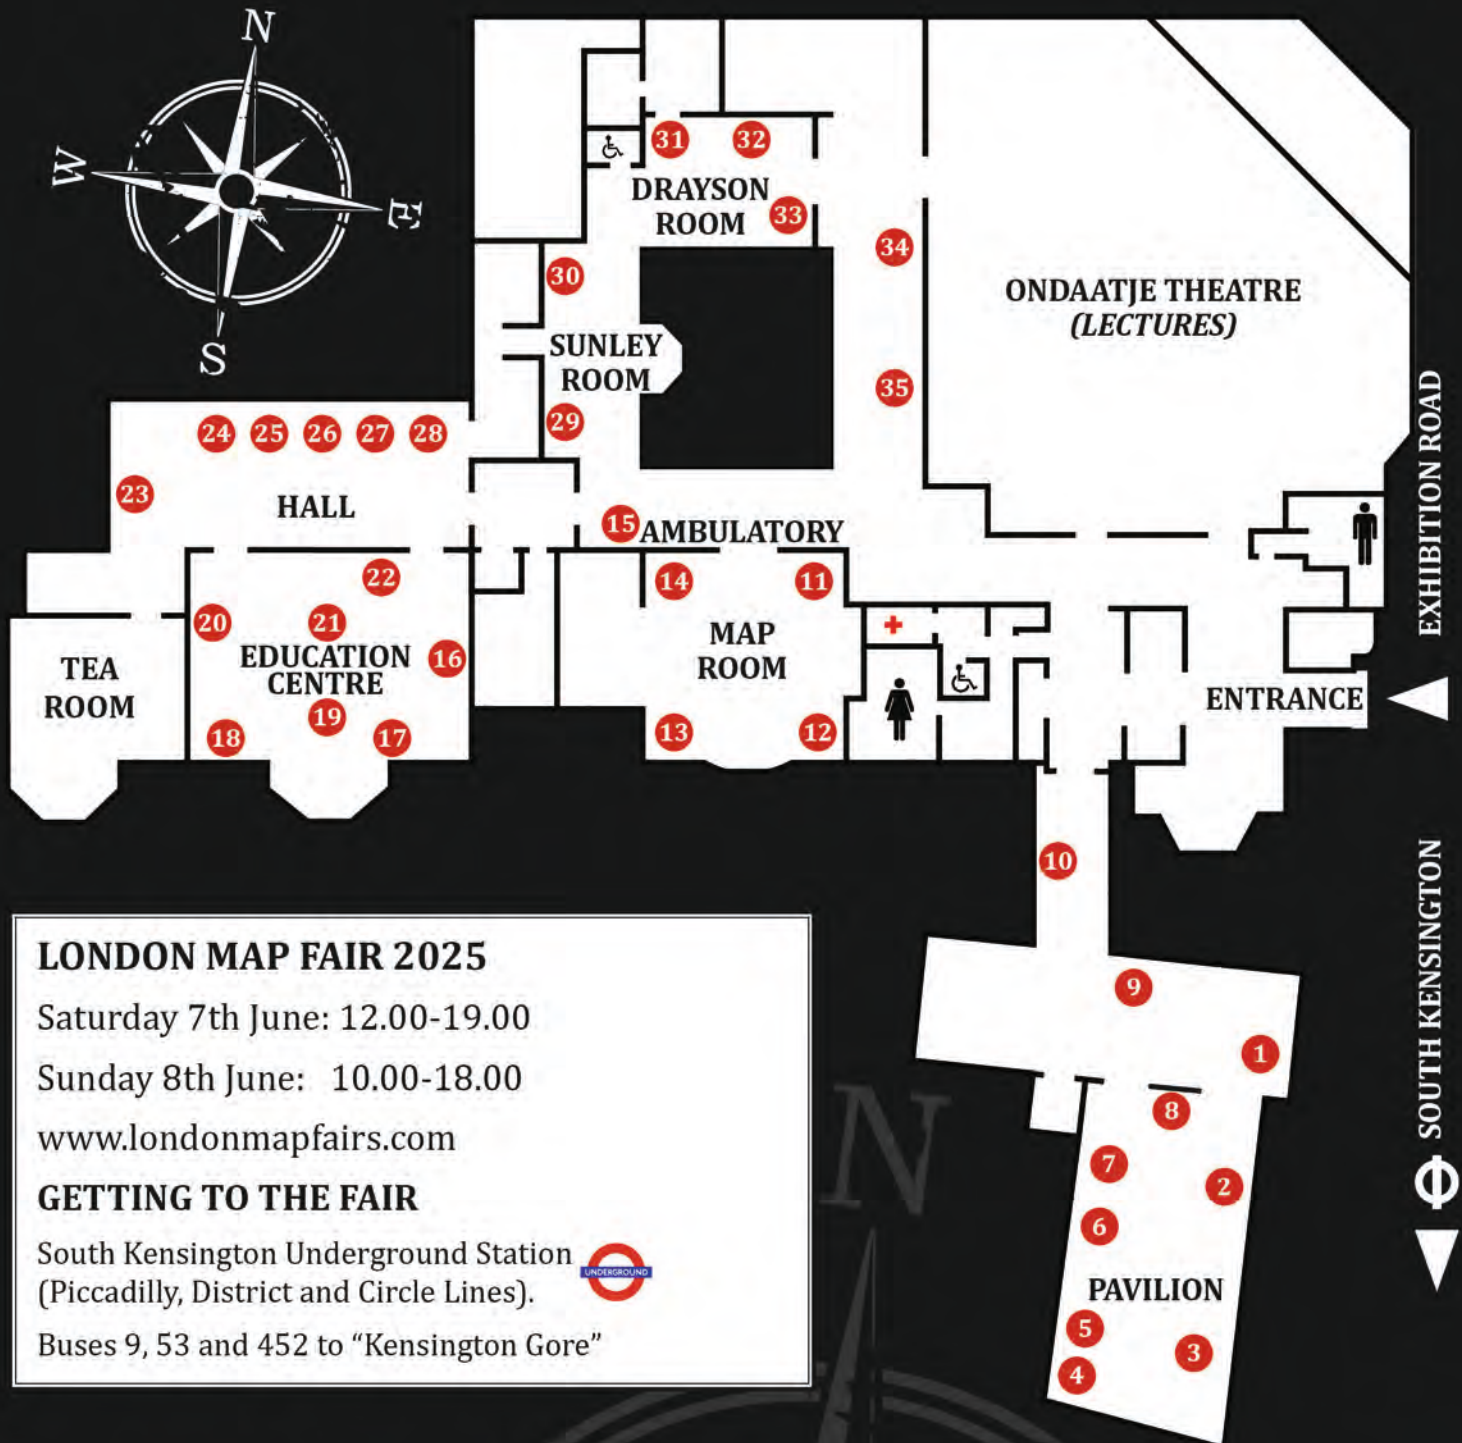 N
W
E
S
31
32
DRAYSON
ROOM
33
34
30
ONDAATJE THEATRE
(LECTURES)
SUNLEY
ROOM
35
29
24
25
26
27
28
23
HALL
15
AMBULATORY
22
14
11
20
21
EDUCATION
CENTRE
16
MAP
ROOM
TEA
ROOM
18
19
17
13
12
ENTRANCE
EXHIBITION ROAD
10
9
1
8
7
2
6
PAVILION
5
3
4
SOUTH KENSINGTON
LONDON MAP FAIR 2025
Saturday 7th June: 12.00-19.00
Sunday 8th June: 10.00-18.00
www.londonmapfairs.com
GETTING TO THE FAIR
South Kensington Underground Station
UNDERGROUND
(Piccadilly, District and Circle Lines).
Buses 9, 53 and 452 to “Kensington Gore”
N